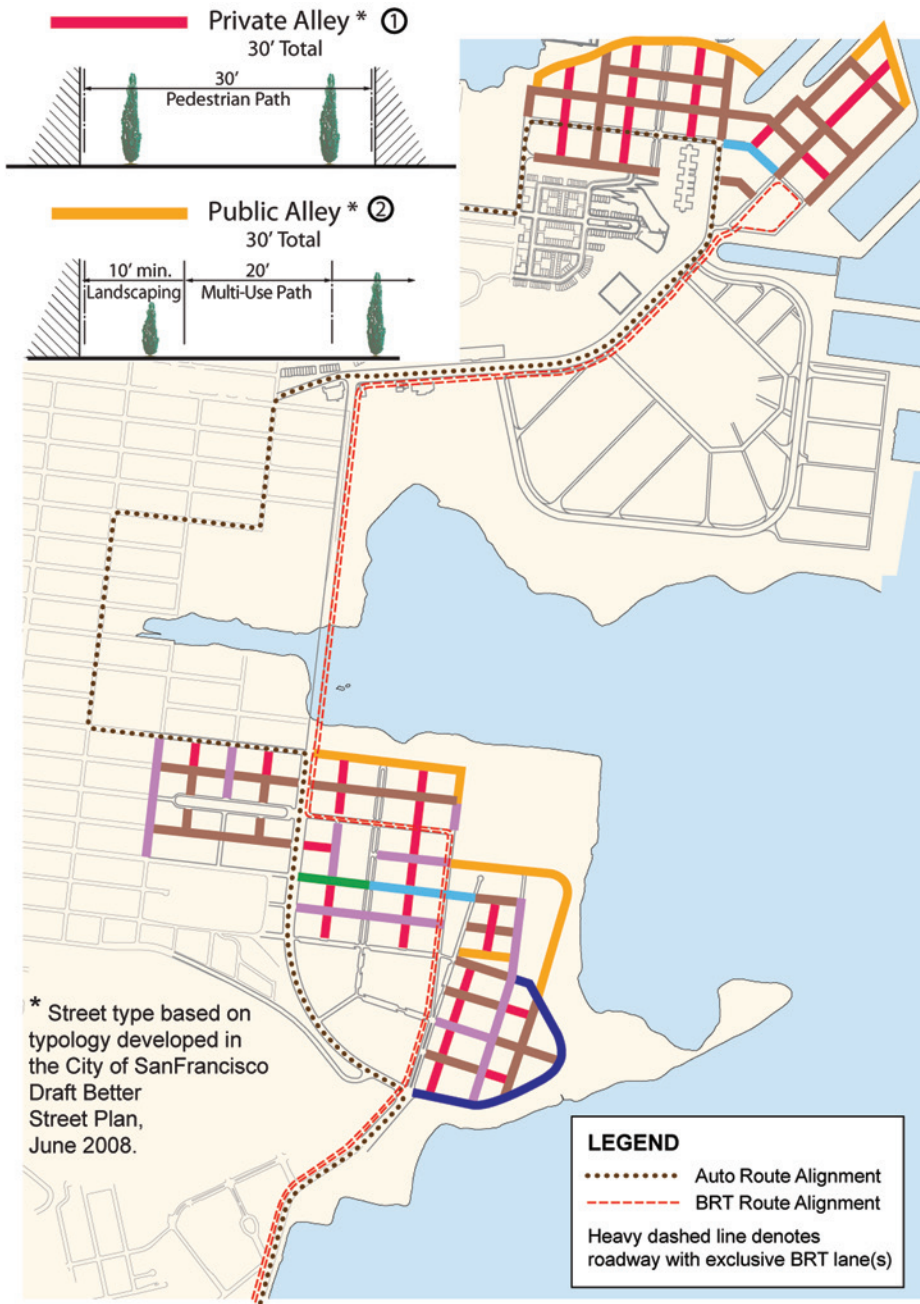 Private Alley * ①
30′ Total
30′
Pedestrian Path
Public Alley * ②
30′ Total
10′ min.
20′
Landscaping
Multi-Use Path
* Street type based on
typology developed in
the City of SanFrancisco
Draft Better
Street Plan,
June 2008.
LEGEND
Auto Route Alignment
BRT Route Alignment
Heavy dashed line denotes
roadway with exclusive BRT lane(s)